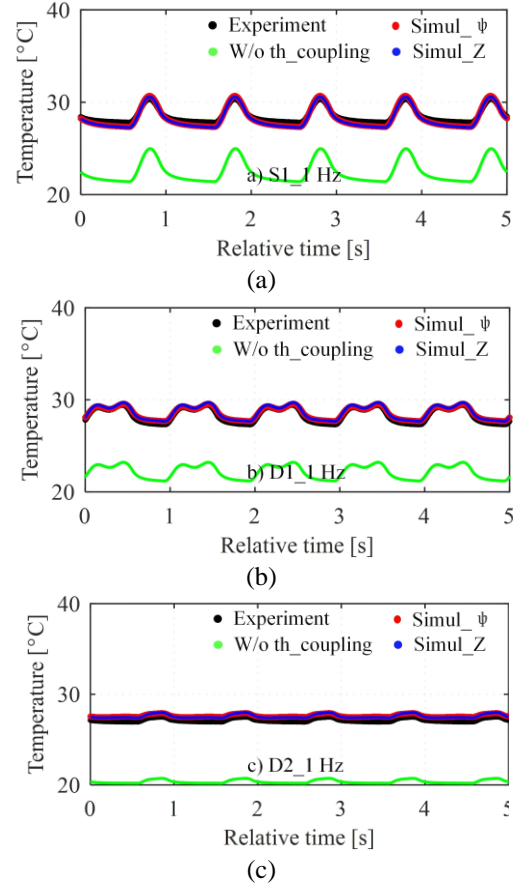 40
30
20
Temperature [°C]
Experiment
Simul_ ψ
W/o th_coupling
Simul_Z
a) S1_1 Hz
0 1 2 3 4 5
Relative time [s]
(a)
40
30
20
Temperature [°C]
Experiment
Simul_ ψ
W/o th_coupling
Simul_Z
b) D1_1 Hz
0 1 2 3 4 5
Relative time [s]
(b)
40
30
20
Temperature [°C]
Experiment
Simul_ ψ
W/o th_coupling
Simul_Z
c) D2_1 Hz
0 1 2 3 4 5
Relative time [s]
(c)